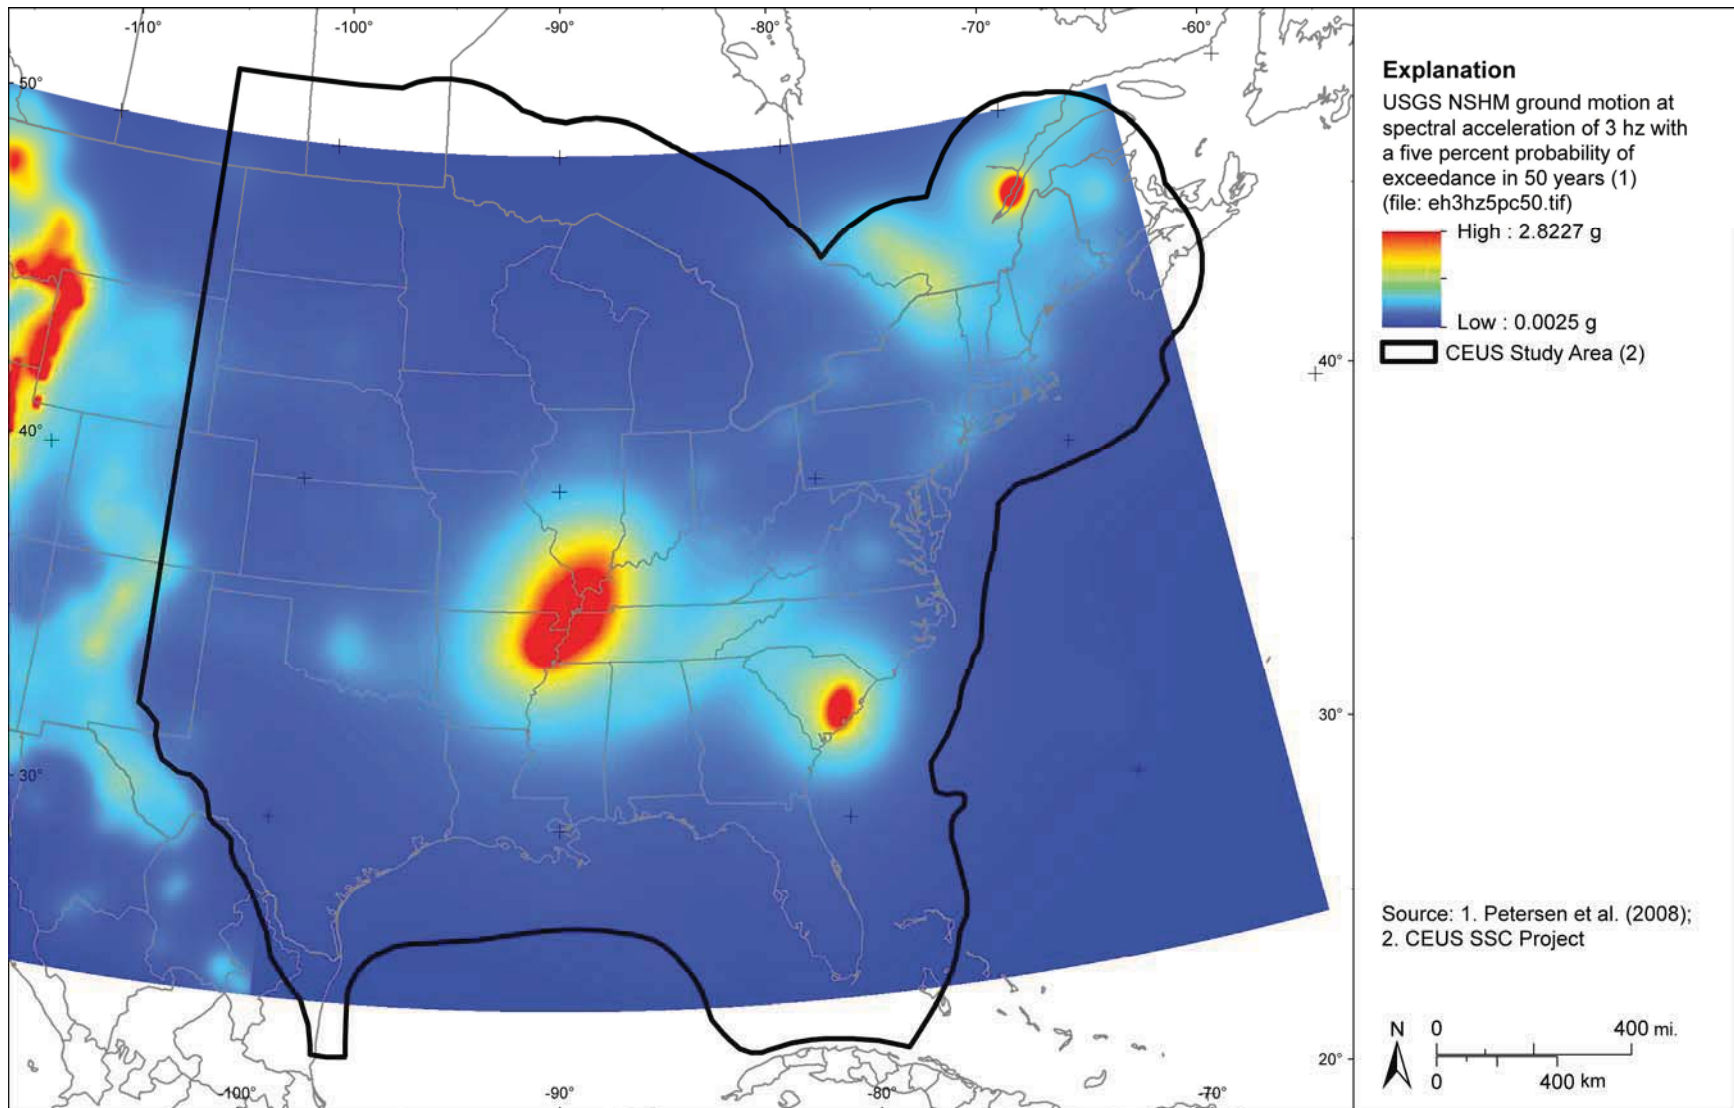 -110° -100° -90° -80° -70° -60°
50°
40°
40°
30°
30°
20°
-100° -90° -80° -70°
Explanation
USGS NSHM ground motion at
spectral acceleration of 3 hz with
a five percent probability of
exceedance in 50 years (1)
(file: eh3hz5pc50.tif)
High : 2.8227 g
Low : 0.0025 g
CEUS Study Area (2)
Source: 1. Petersen et al. (2008);
2. CEUS SSC Project
N 0 400 mi.
0 400 km